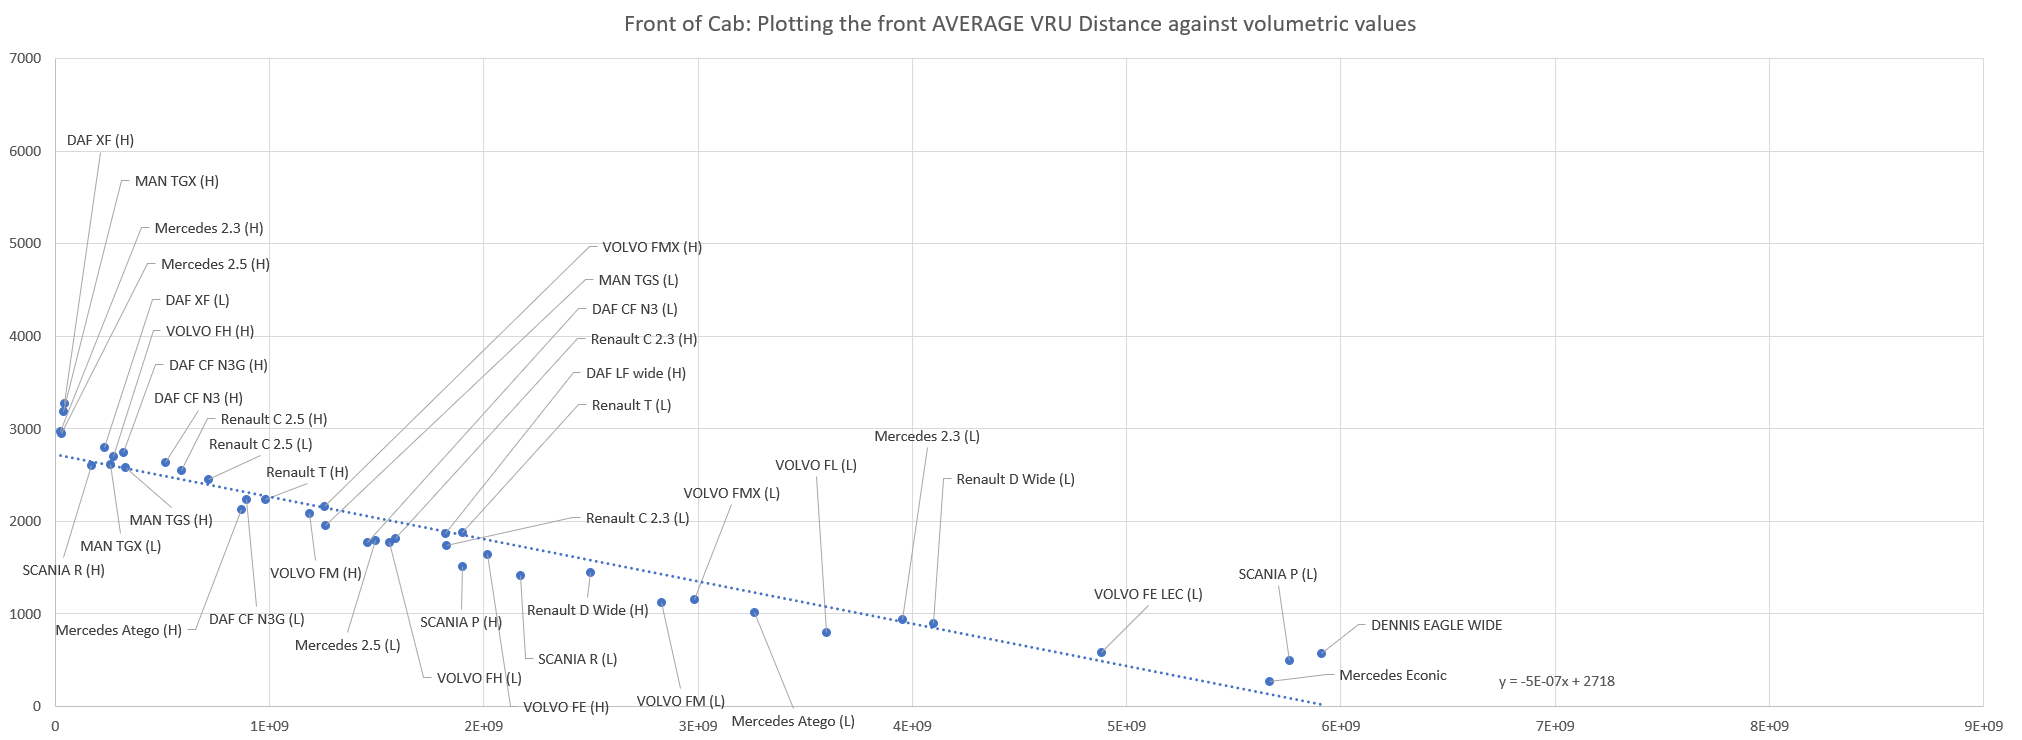 Front of Cab: Plotting the front AVERAGE VRU Distance against volumetric values
7000
DAF XF (H)
6000
MAN TGX (H)
Mercedes 2.3 (H)
5000
VOLVO FMX (H)
Mercedes 2.5 (H)
MAN TGS (L)
DAF XF (L)
DAF CF N3 (L)
VOLVO FH (H)
4000
Renault C 2.3 (H)
DAF CF N3G (H)
DAF LF wide (H)
DAF CF N3 (H)
Renault T (L)
Renault C 2.5 (H)
3000
Mercedes 2.3 (L)
Renault C 2.5 (L)
VOLVO FL (L)
Renault T (H)
Renault D Wide (L)
VOLVO FMX (L)
2000
MAN TGS (H)
Renault C 2.3 (L)
MAN TGX (L)
SCANIA R (H)
VOLVO FM (H)
SCANIA P (L)
VOLVO FE LEC (L)
Renault D Wide (H)
1000
DAF CF N3G (L)
SCANIA P (H)
DENNIS EAGLE WIDE
Mercedes Atego (H)
Mercedes 2.5 (L)
SCANIA R (L)
Mercedes Econic
VOLVO FH (L)
y = -5E-07x + 2718
VOLVO FM (L)
0
VOLVO FE (H)
Mercedes Atego (L)
0 1E+09 2E+09 3E+09 4E+09 5E+09 6E+09 7E+09 8E+09 9E+09